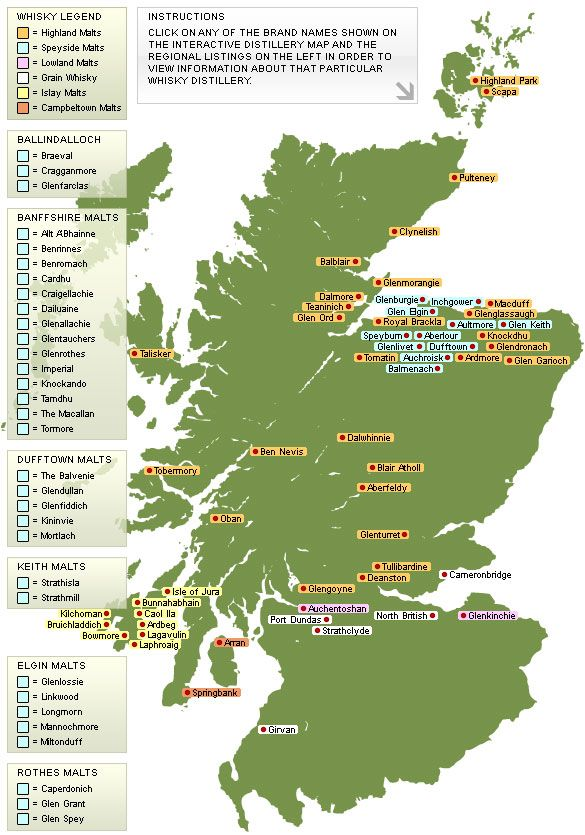 WHISKY LEGEND
= Highland Malts
= Speyside Malts
= Lowland Malts
= Grain Whisky
= Islay Malts
= Campbeltown Malts
INSTRUCTIONS
CLICK ON ANY OF THE BRAND NAMES SHOWN ON
THE INTERACTIVE DISTILLERY MAP AND THE
REGIONAL LISTINGS ON THE LEFT IN ORDER TO
VIEW INFORMATION ABOUT THAT PARTICULAR
WHISKY DISTILLERY.
BALLINDALLOCH
= Braeval
= Cragganmore
= Glenfarclas
BANFFSHIRE MALTS
= Allt A'Bhainne
= Benrinnes
= Benromach
= Cardhu
= Craigellachie
= Dailuaine
= Glenallachie
= Glentauchers
= Glenrothes
= Imperial
= Knockando
= Tamdhu
= The Macallan
= Tormore
DUFFTOWN MALTS
= The Balvenie
= Glendullan
= Glenfiddich
= Kininvie
= Mortlach
KEITH MALTS
= Strathisla
= Strathmill
ELGIN MALTS
= Glenlossie
= Linkwood
= Longmorn
= Mannochmore
= Miltonduff
ROTHES MALTS
= Caperdonich
= Glen Grant
= Glen Spey
Highland Park
Scapa
Pulteney
Clynelish
Balblair
Glenmorangie
Dalmore
Glenburgie
Inchgower
Macduff
Teaninich
Glen Elgin
Glenglassaugh
Glen Ord
Royal Brackla
Aultmore
Glen Keith
Speyburn
Aberlour
Knockdhu
Glenlivet
Dufftown
Glendronach
Talisker
Tomatin
Auchroisk
Ardmore
Glen Garioch
Balmenach
Dalwhinnie
Ben Nevis
Tobermory
Blair Atholl
Aberfeldy
Oban
Glenturret
Tullibardine
Cameronbridge
Deanston
Glengoyne
Isle of Jura
Bunnahabhain
Auchentoshan
Kilchoman
Caol Ila
Port Dundas
North British
Glenkinchie
Bruichladdich
Ardbeg
Strathclyde
Bowmore
Lagavulin
Laphroaig
Arran
Springbank
Girvan